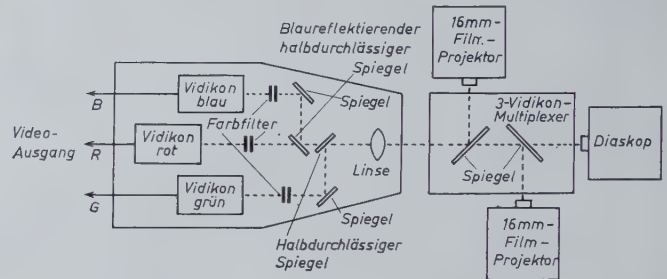 Blaureflektierender
halbdurchlässiger
Spiegel
16mm-
Film-
Projektor
Spiegel
3-Vidikon-
Multiplexer
B
Vidikon
blau
Farbfilter
Video-
Ausgang
R
Vidikon
rot
Linse
Spiegel
Diaskop
G
Vidikon
grün
Spiegel
Halbdurchlässiger
Spiegel
16mm-
Film-
Projektor